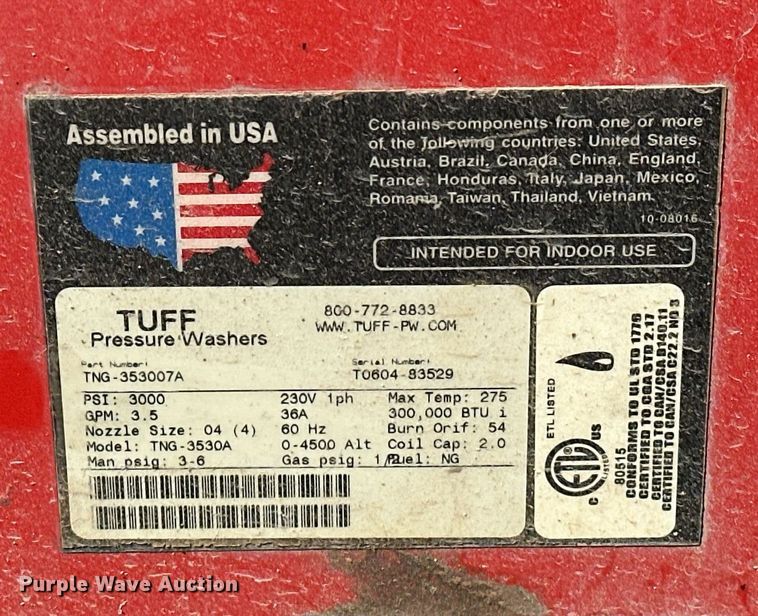 Assembled in USA
Contains components from one or more
of the following countries: United States,
Austria, Brazil, Canada, China, England,
France, Honduras, Italy, Japan, Mexico,
Romania, Taiwan, Thailand, Vietnam
10-08016
INTENDED FOR INDOOR USE
TUFF
Pressure Washers
800-772-8833
WWW.TUFF-PW.COM
Part Number: Serial Number:
TNG-353007A T0604-83529
PSI: 3000 230V 1ph Max Temp: 275
GPM: 3.5 36A 300,000 BTU i
Nozzle Size: 04 (4) 60 Hz Burn Orif: 54
Model: TNG-3530A 0-4500 Alt Coil Cap: 2.0
Man psig: 3-6 Gas psig: 1/2 Fuel: NG
ETL LISTED
ETL
LISTED
C US
80515
CONFORMS TO UL STD 1776
CERTIFIED TO CGA STD 2.17
CERTIFIED TO CAN/CSA B140.11
CERTIFIED TO CAN/CSA C22.2 NO 3
Purple Wave Auction